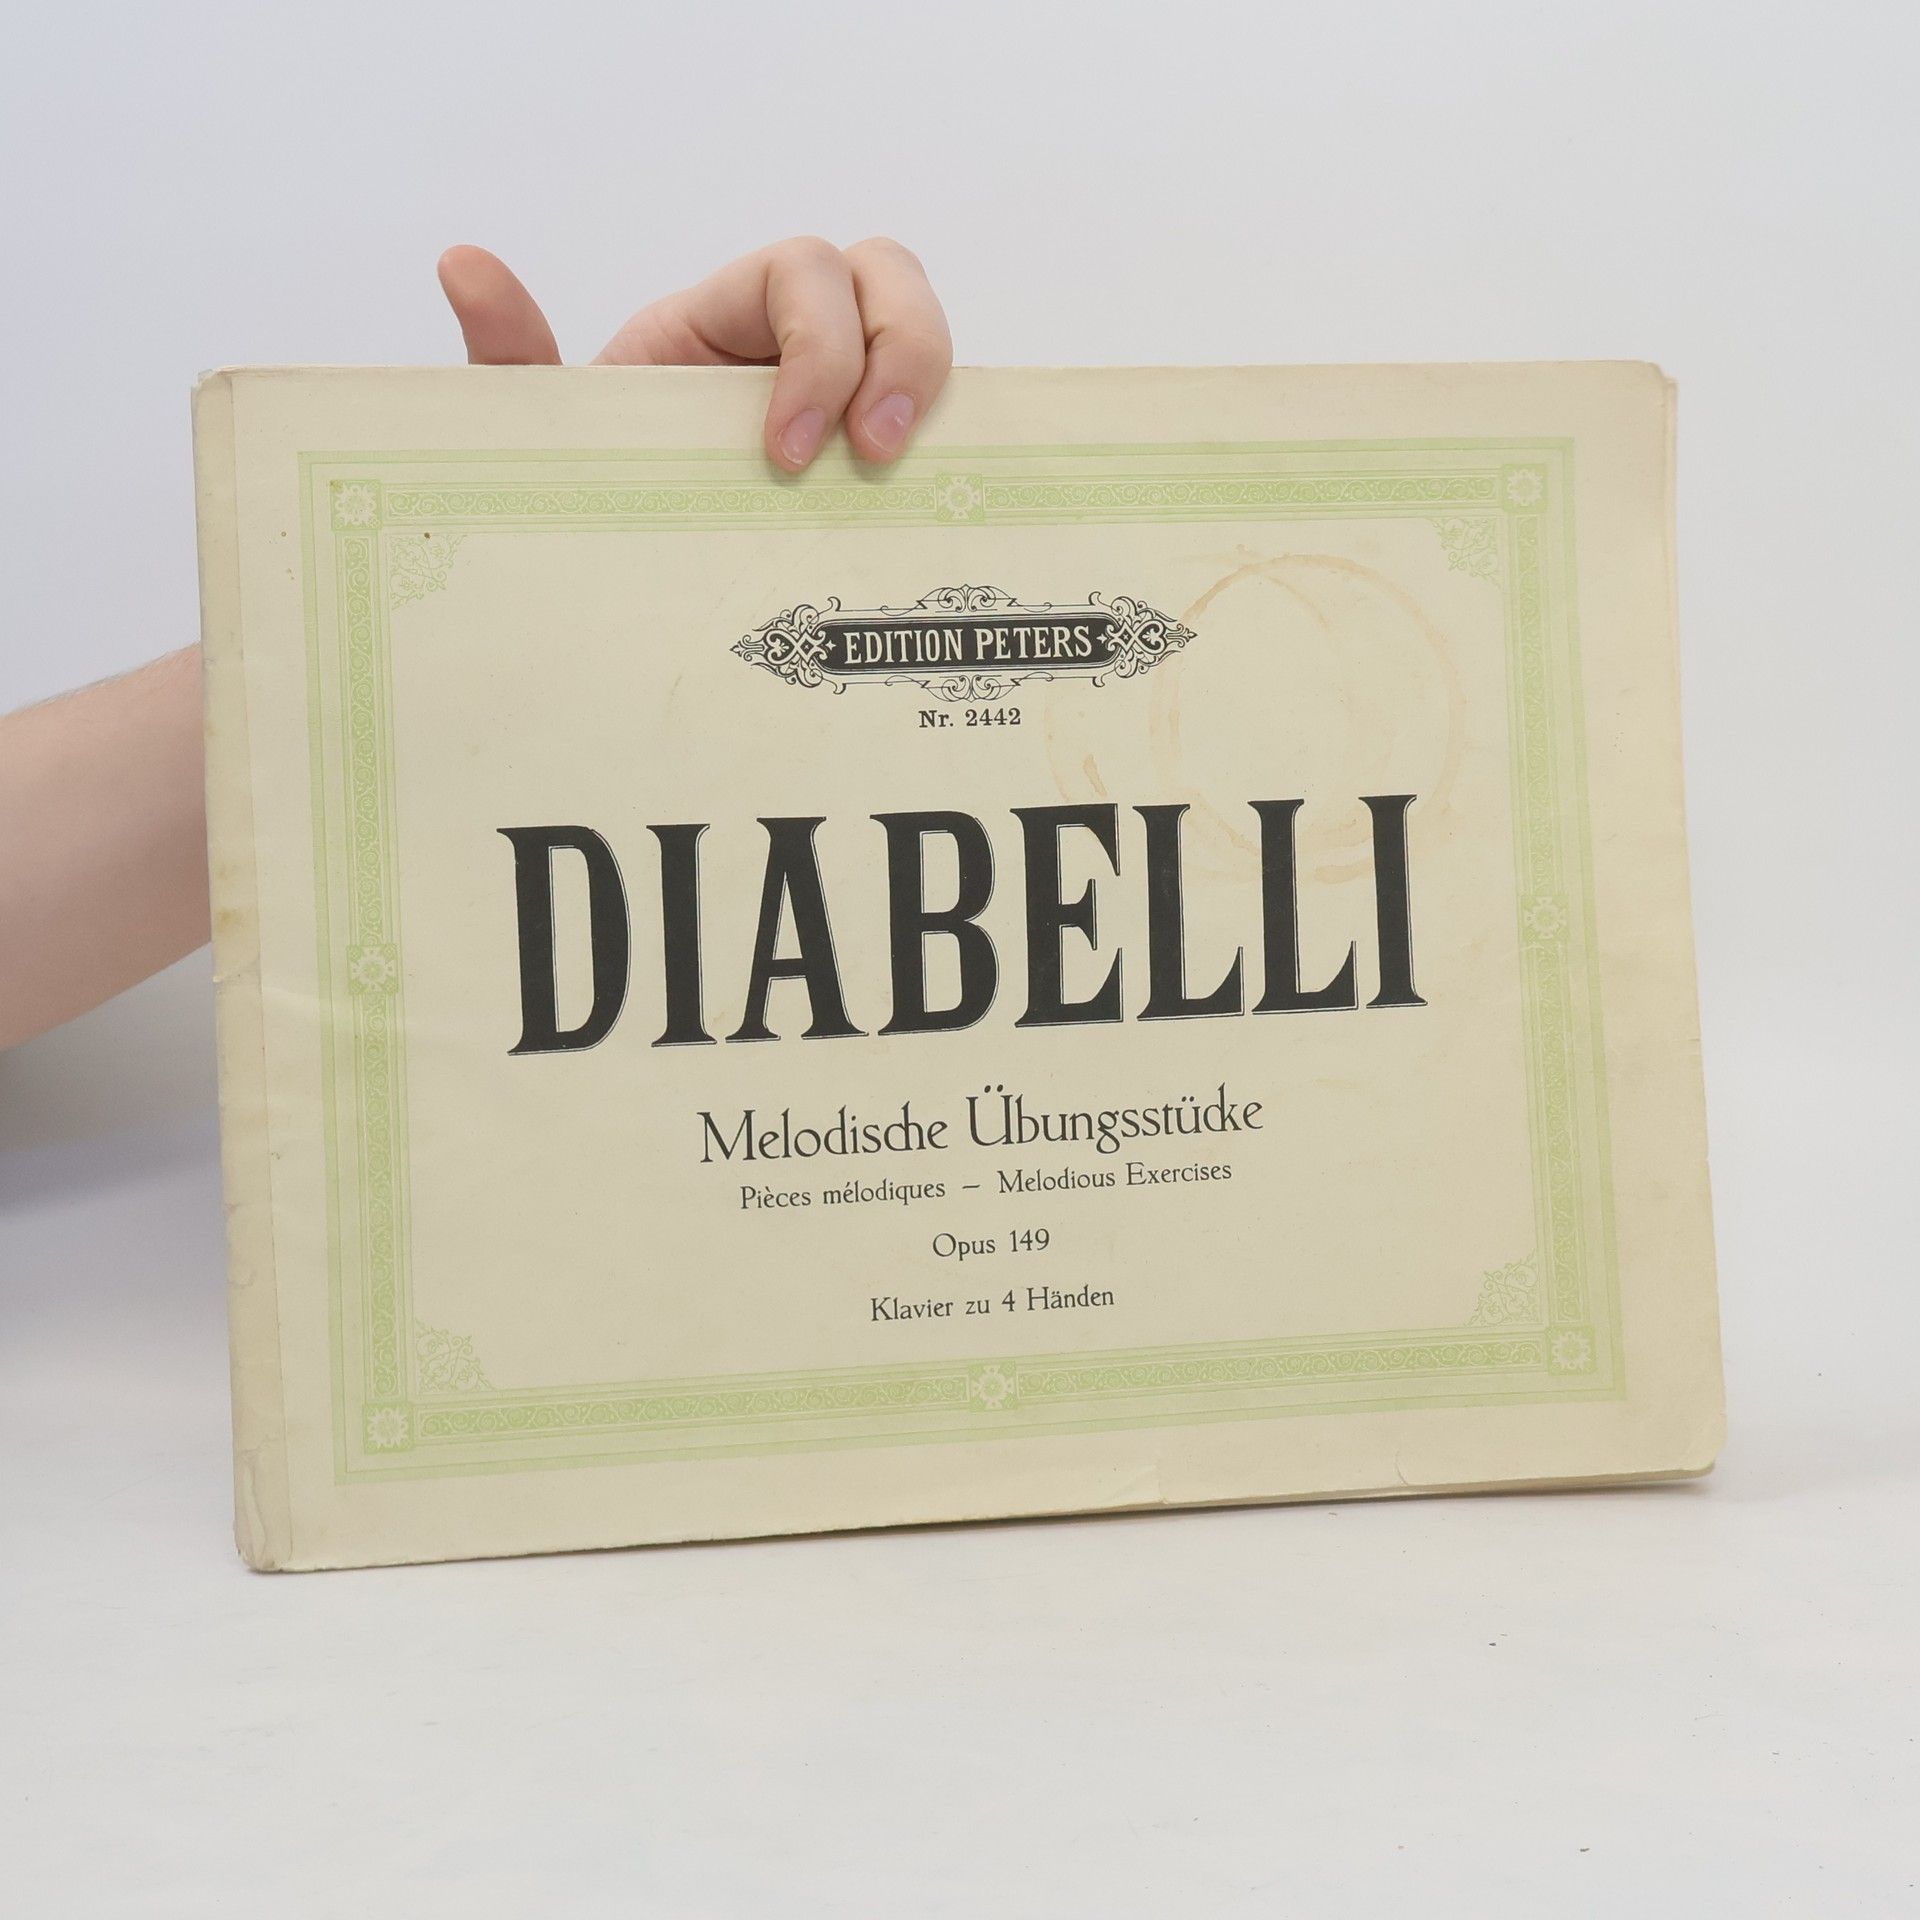 EDITION PETERS
Nr. 2442
DIABELLI
Melodische Übungsstücke
Pièces mélodiques — Melodious Exercises
Opus 149
Klavier zu 4 Händen